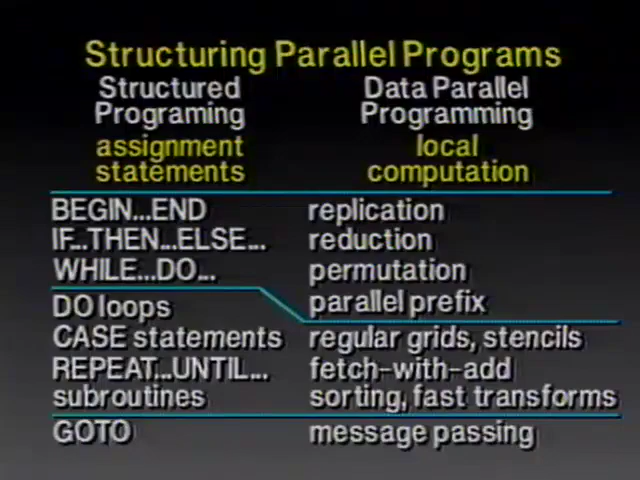 Structuring Parallel Programs
Structured Data Parallel
Programing Programming
assignment local
statements computation
BEGIN...END replication
IF...THEN...ELSE... reduction
WHILE...DO... permutation
DO loops parallel prefix
CASE statements regular grids, stencils
REPEAT...UNTIL... fetch-with-add
subroutines sorting, fast transforms
GOTO message passing